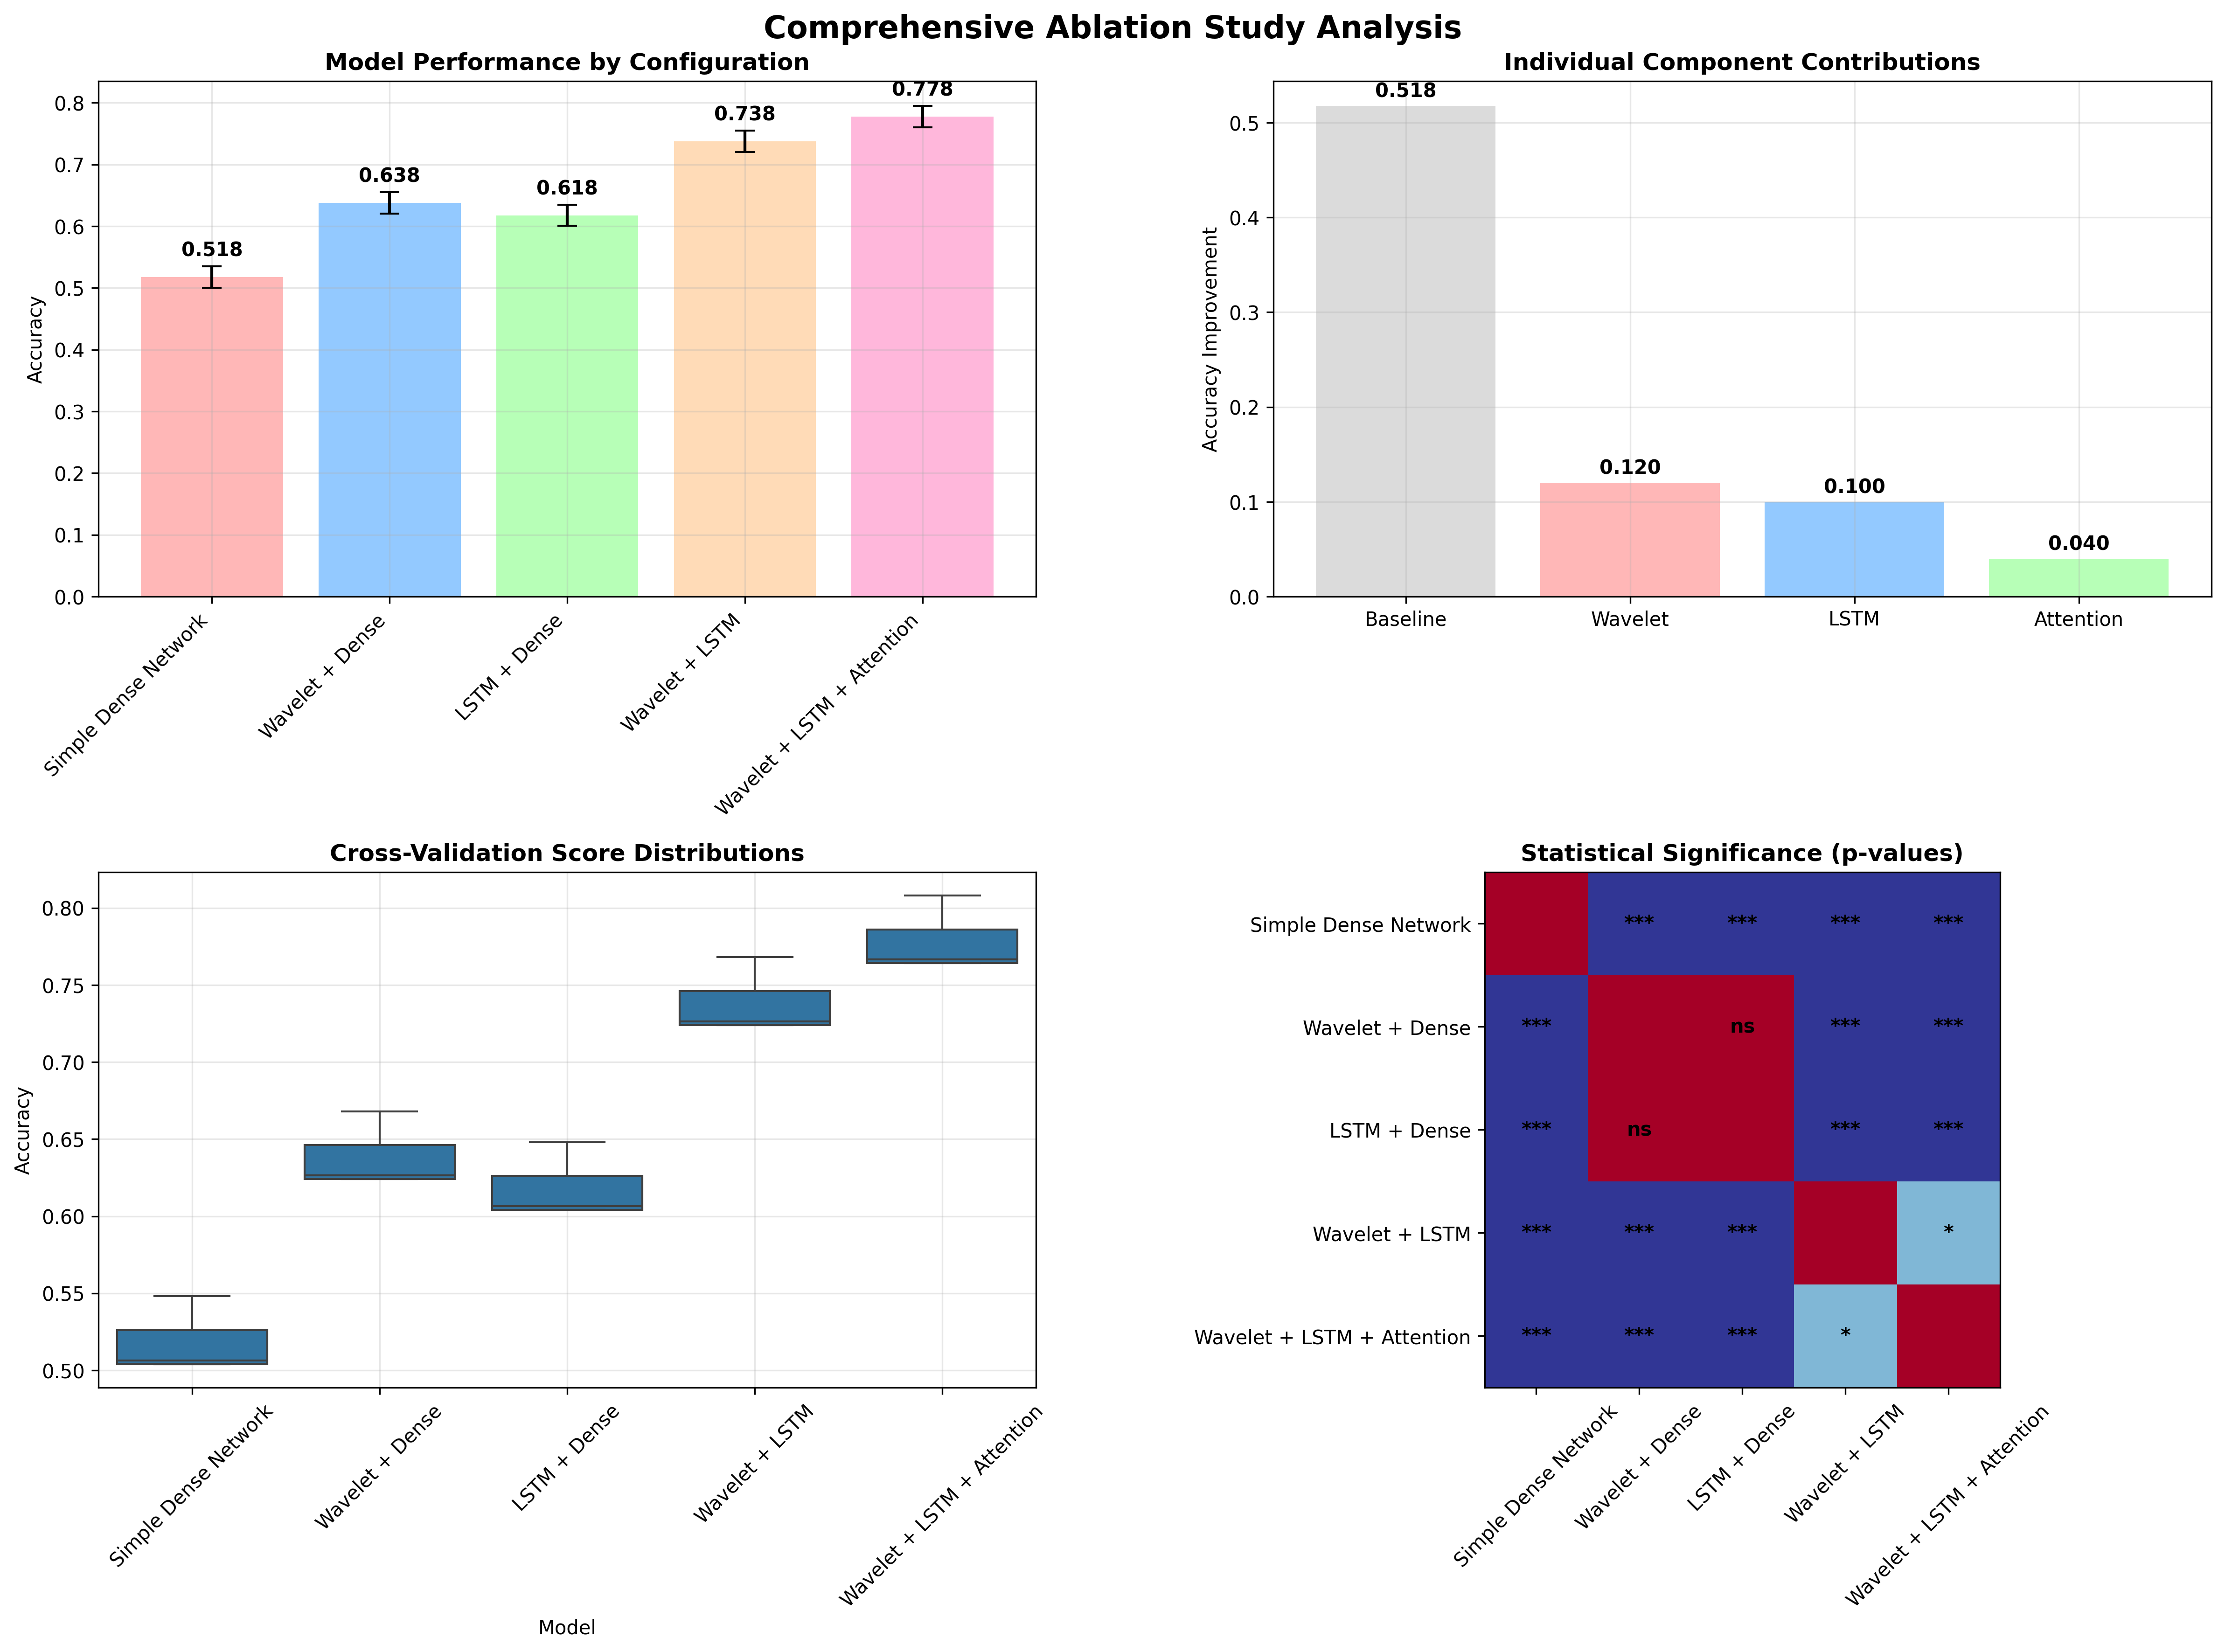 Comprehensive Ablation Study Analysis
Model Performance by Configuration
Accuracy
0.8
0.7
0.6
0.5
0.4
0.3
0.2
0.1
0.0
0.518
0.638
0.618
0.738
0.778
Simple Dense Network
Wavelet + Dense
LSTM + Dense
Wavelet + LSTM
Wavelet + LSTM + Attention
Individual Component Contributions
Accuracy Improvement
0.5
0.4
0.3
0.2
0.1
0.0
0.518
0.120
0.100
0.040
Baseline
Wavelet
LSTM
Attention
Cross-Validation Score Distributions
Accuracy
0.80
0.75
0.70
0.65
0.60
0.55
0.50
Simple Dense Network
Wavelet + Dense
LSTM + Dense
Wavelet + LSTM
Wavelet + LSTM + Attention
Model
Statistical Significance (p-values)
Simple Dense Network *** *** *** ***
Wavelet + Dense *** ns *** ***
LSTM + Dense *** ns *** ***
Wavelet + LSTM *** *** *** *
Wavelet + LSTM + Attention *** *** *** *
Simple Dense Network
Wavelet + Dense
LSTM + Dense
Wavelet + LSTM
Wavelet + LSTM + Attention